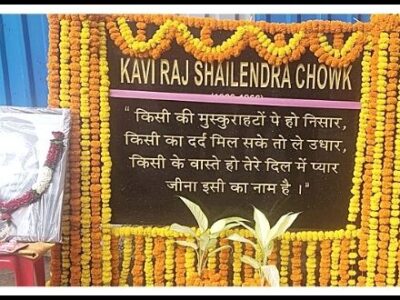 KAVI RAJ SHAILENDRA CHOWK
" किसी की मुस्कुराहटों पे हो निसार,
किसी का दर्द मिल सके तो ले उधार,
किसी के वास्ते हो तेरे दिल में प्यार
जीना इसी का नाम है ।"